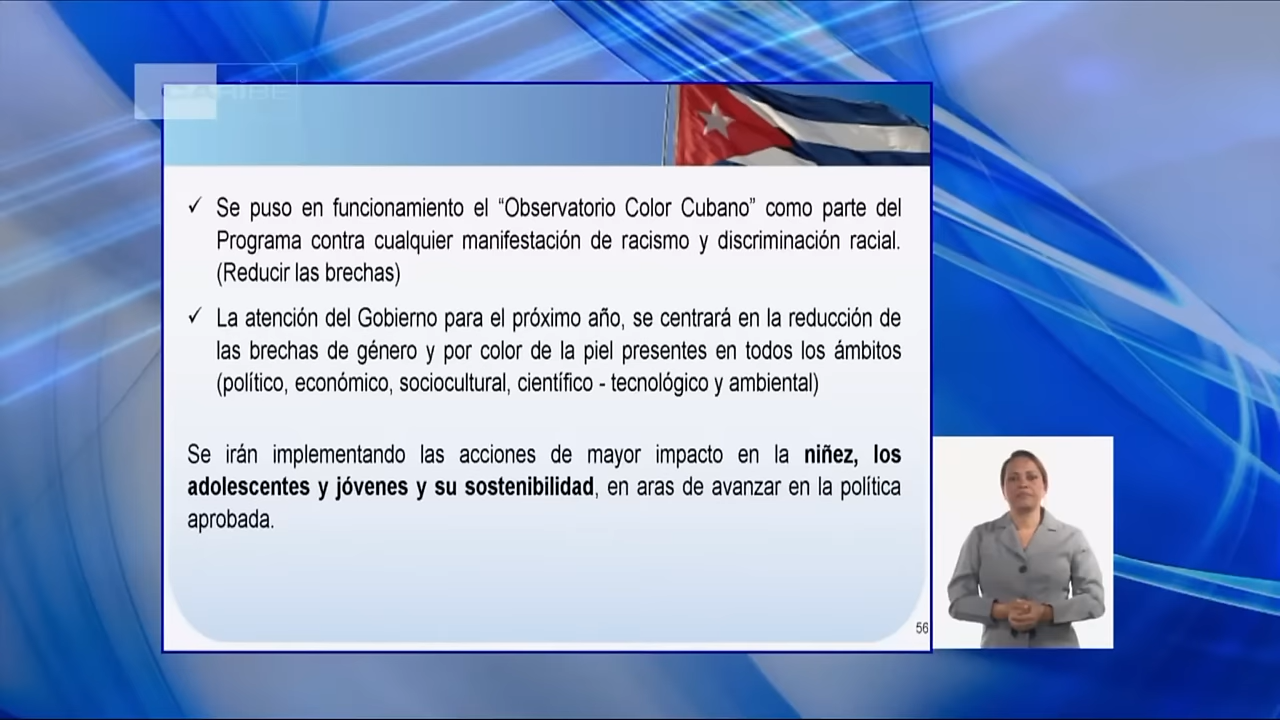 CARIBE
✓ Se puso en funcionamiento el “Observatorio Color Cubano” como parte del
Programa contra cualquier manifestación de racismo y discriminación racial.
(Reducir las brechas)
✓ La atención del Gobierno para el próximo año, se centrará en la reducción de
las brechas de género y por color de la piel presentes en todos los ámbitos
(político, económico, sociocultural, científico - tecnológico y ambiental)
Se irán implementando las acciones de mayor impacto en la niñez, los
adolescentes y jóvenes y su sostenibilidad, en aras de avanzar en la política
aprobada.
56